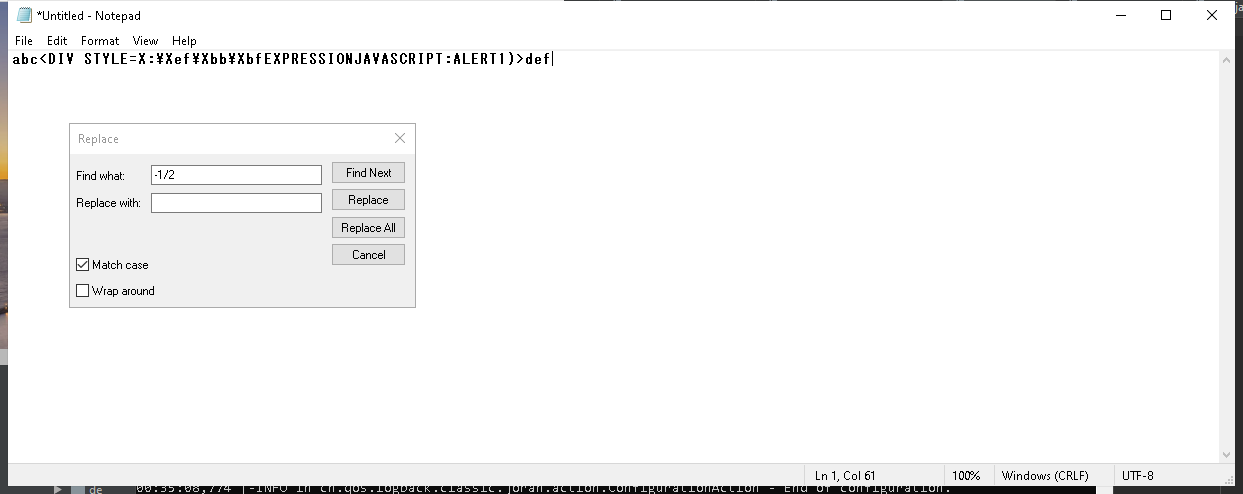 *Untitled - Notepad
File Edit Format View Help
abc<DIV STYLE=X:¥Xef¥Xbb¥XbfEXPRESSIONJAVASCRIPT:ALERT1)>def
Replace
Find what: -1/2 Find Next
Replace with: Replace
Replace All
Cancel
Match case
Wrap around
Ln 1, Col 61 100% Windows (CRLF) UTF-8
de 00:35:08,774 |-INFO in ch.qos.logback.classic.joran.action.ConfigurationAction - End of configuration.